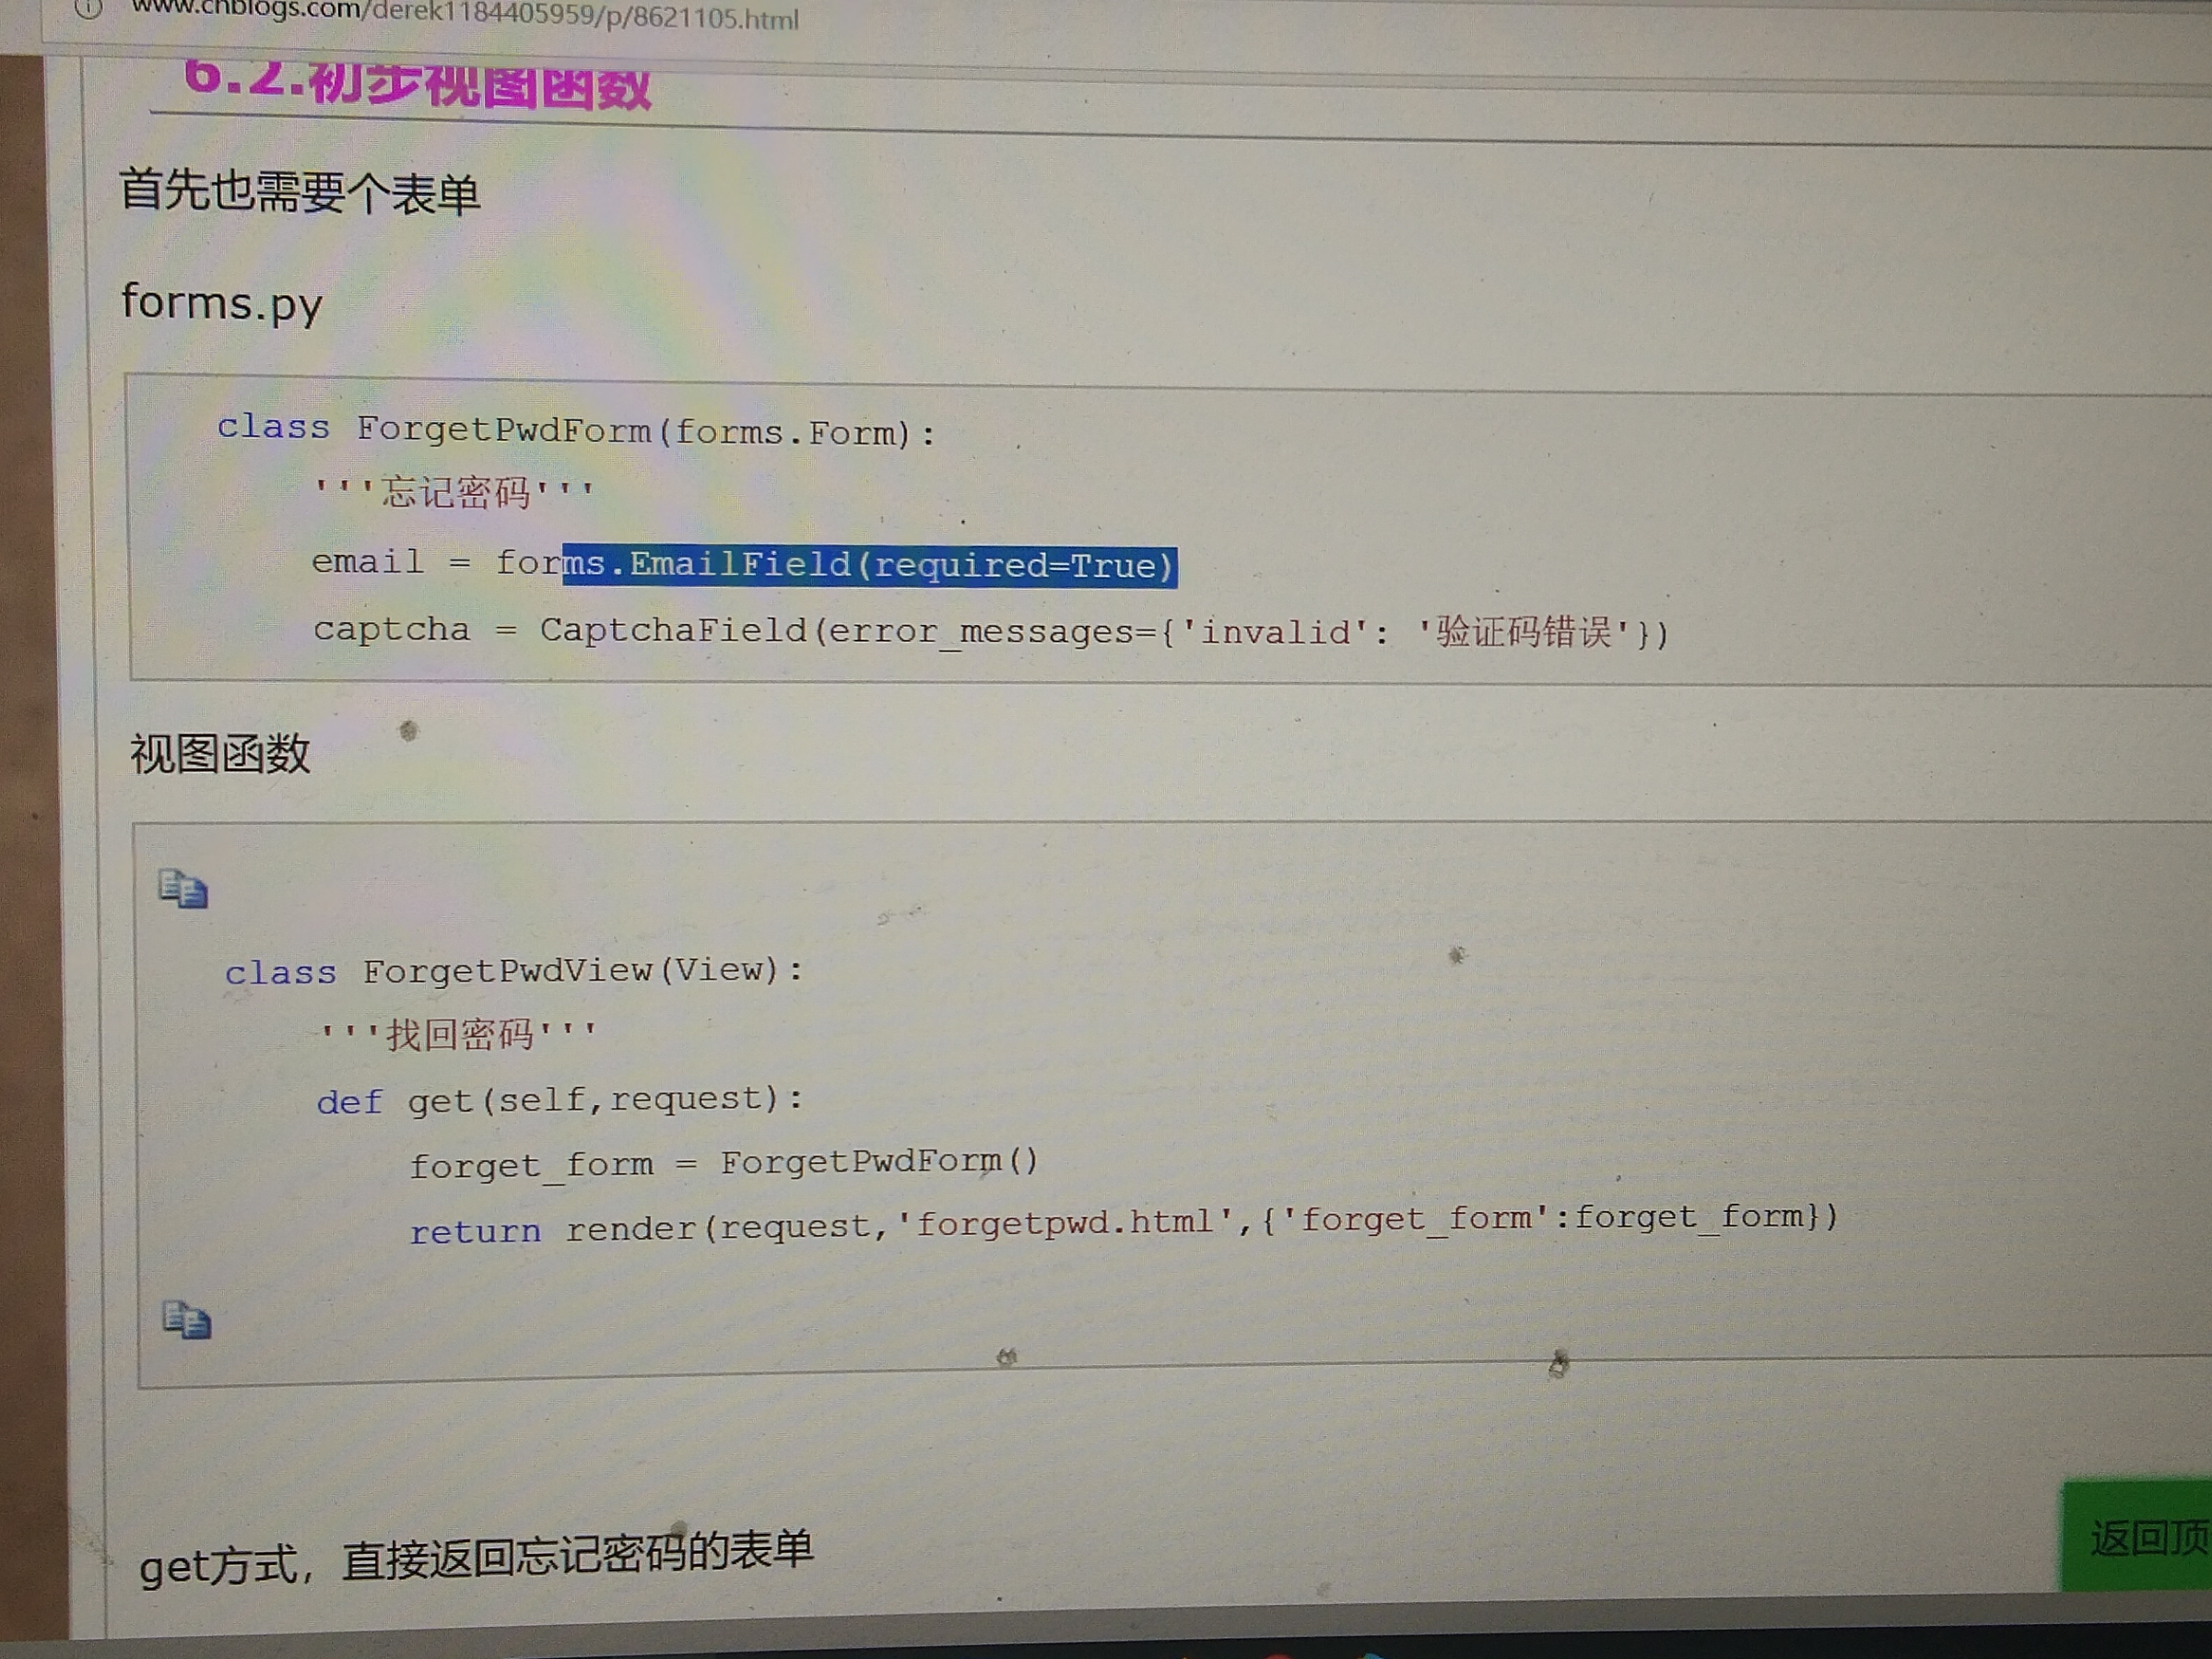 www.cnblogs.com/derek1184405959/p/8621105.html
6.2.初步视图函数
首先也需要个表单
forms.py
class ForgetPwdForm(forms.Form):
'''忘记密码'''
email = forms.EmailField(required=True)
captcha = CaptchaField(error_messages={'invalid': '验证码错误'})
视图函数
class ForgetPwdView(View):
'''找回密码'''
def get(self,request):
forget_form = ForgetPwdForm()
return render(request,'forgetpwd.html',{'forget_form':forget_form})
get方式，直接返回忘记密码的表单
返回顶